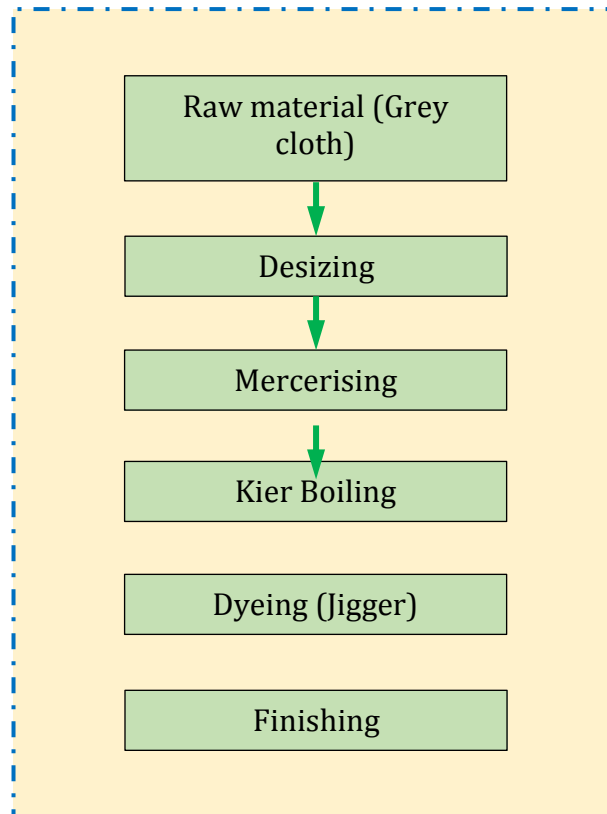 Raw material (Grey
cloth)
Desizing
Mercerising
Kier Boiling
Dyeing (Jigger)
Finishing